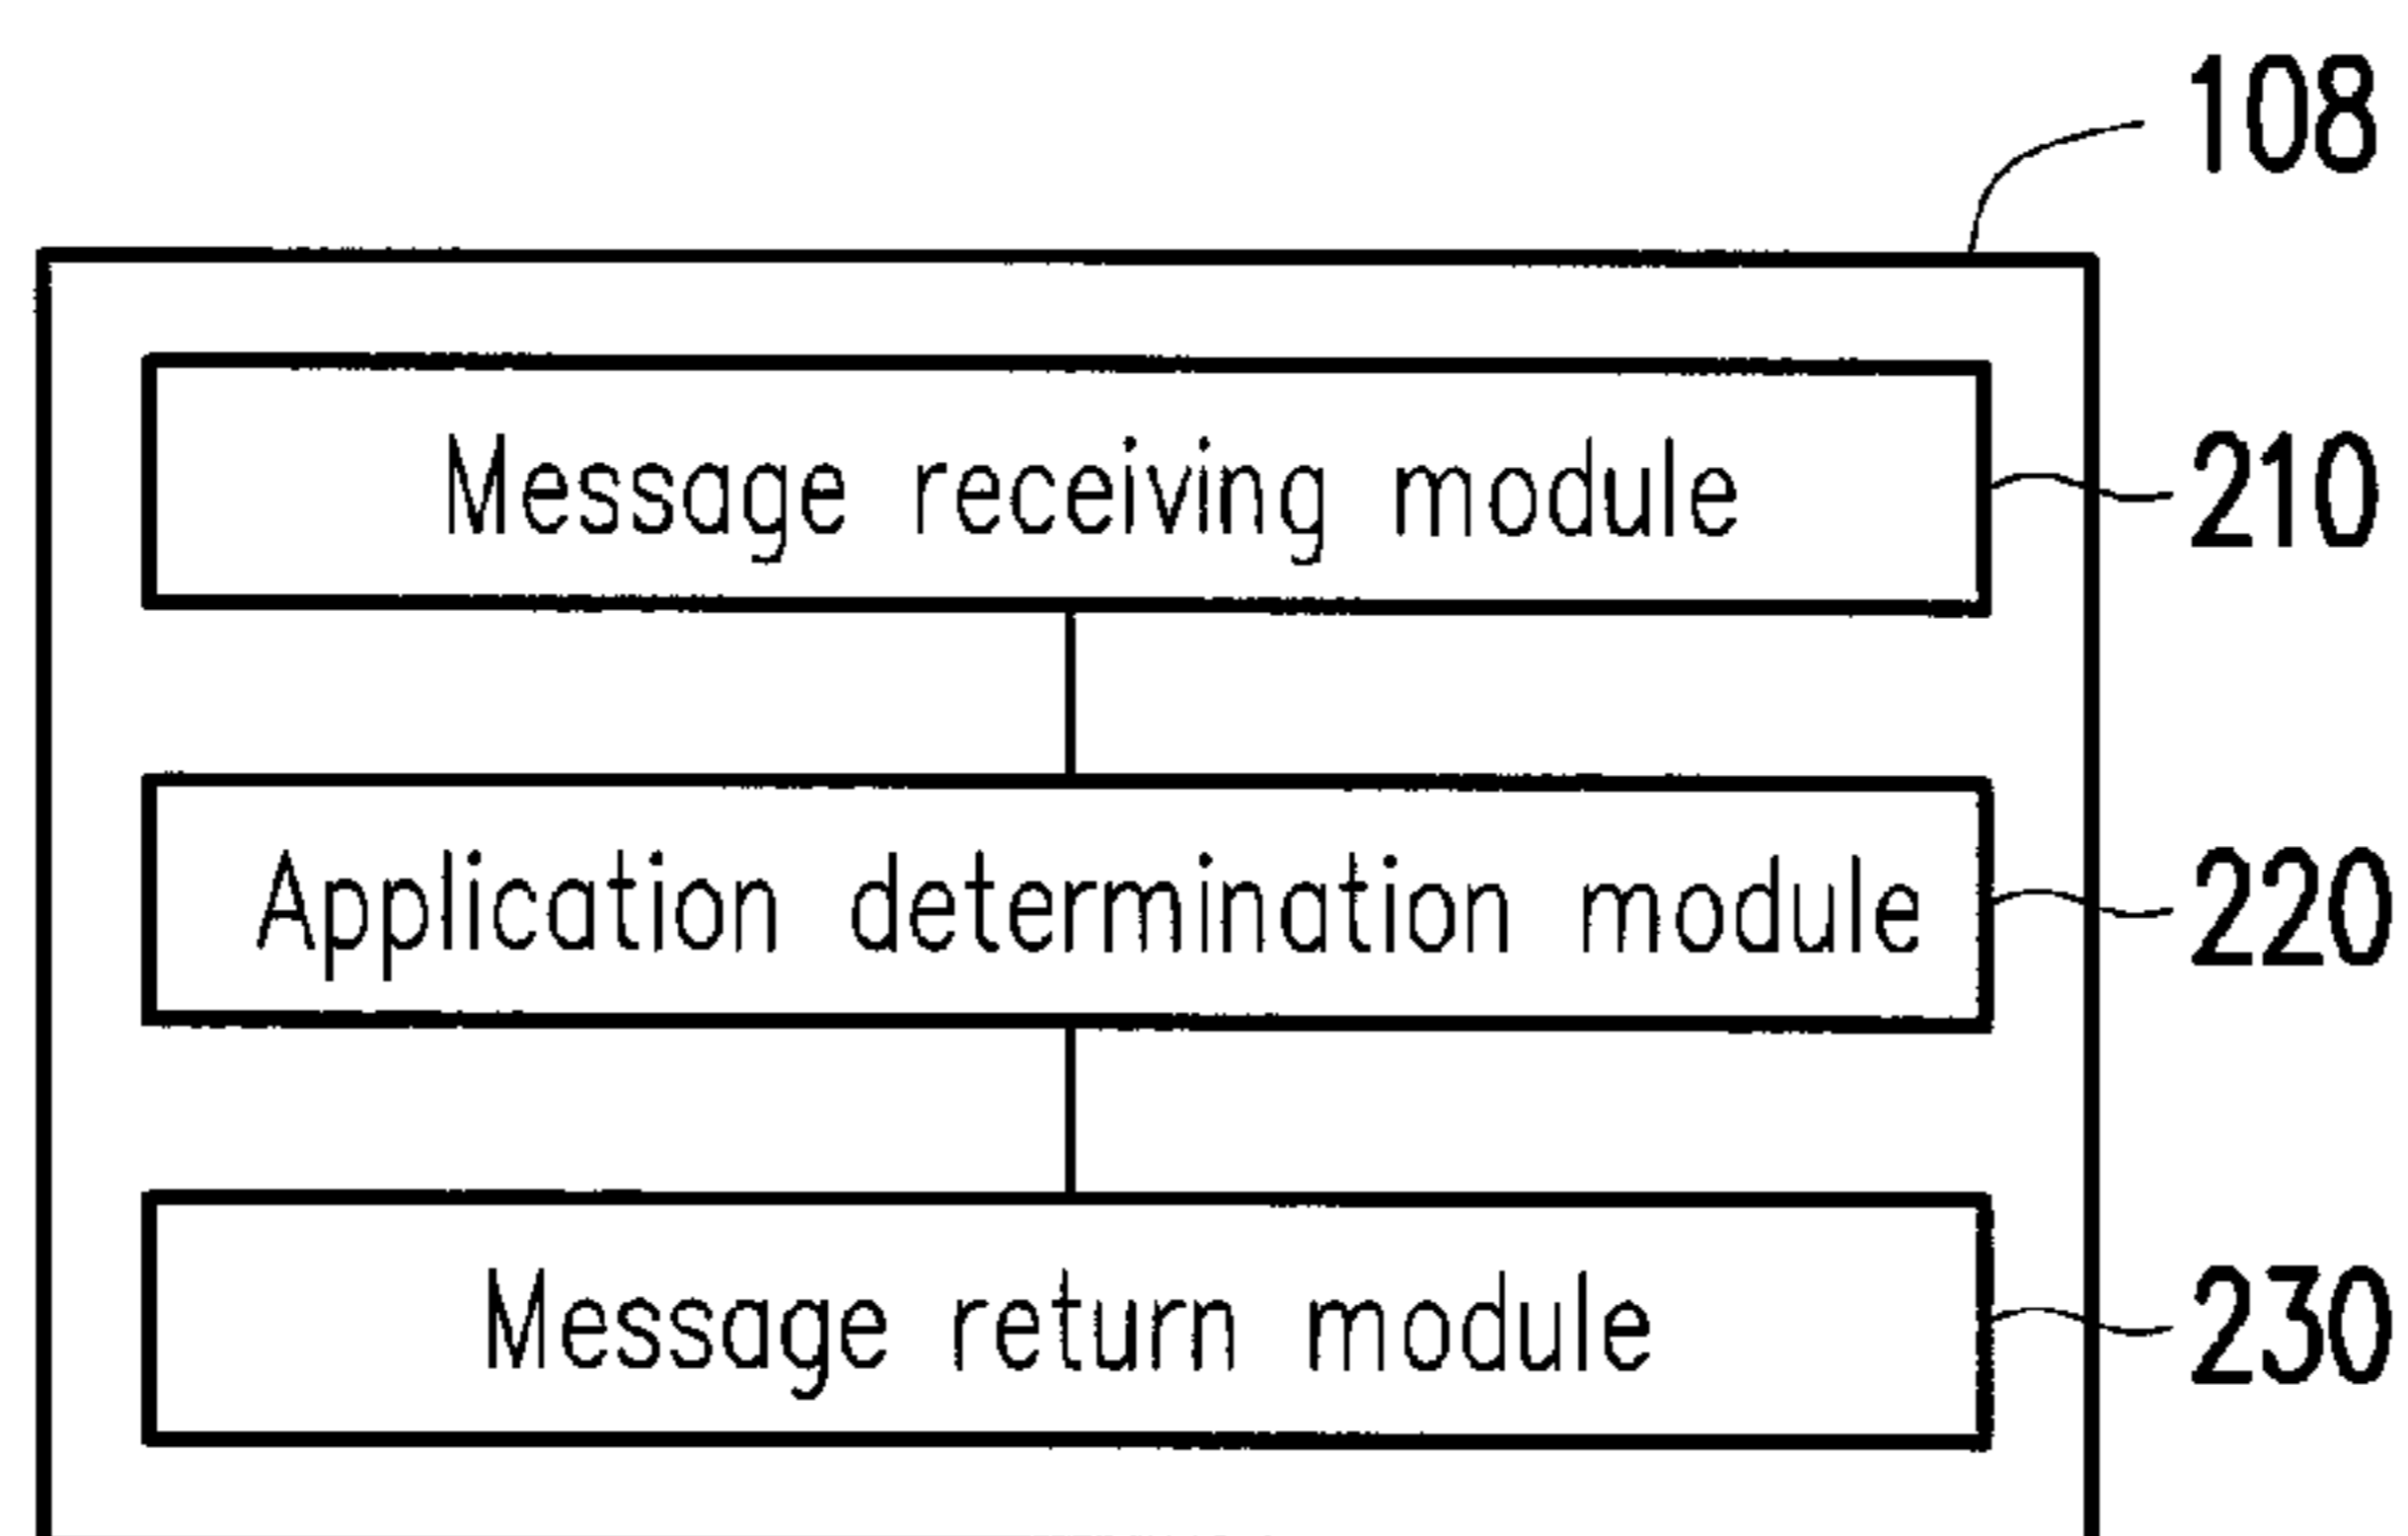 108
Message receiving module 210
Application determination module 220
Message return module 230